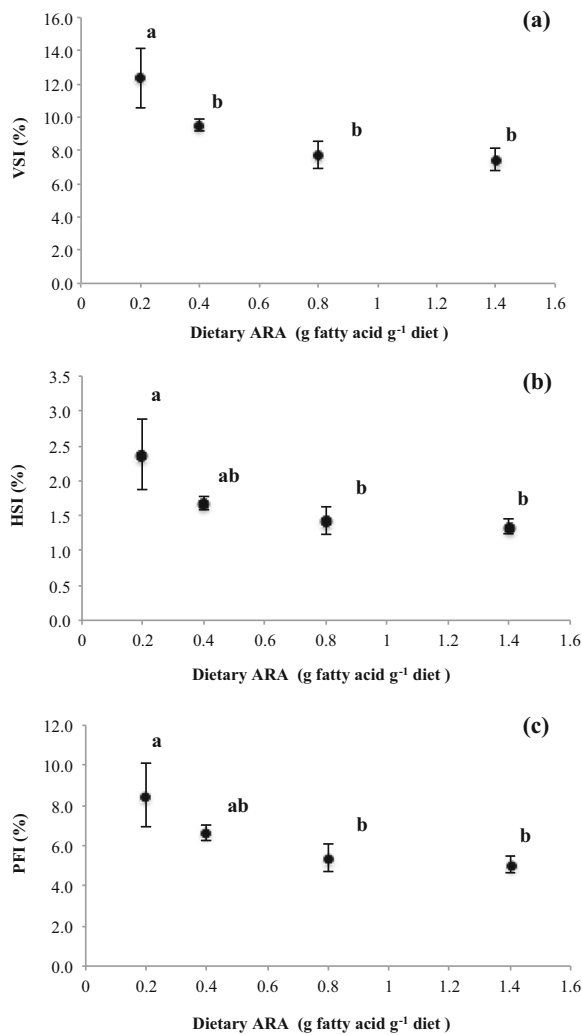 (a)
16.0
14.0
12.0
10.0
8.0
6.0
4.0
2.0
0.0
VSI (%)
a
b
b
b
0 0.2 0.4 0.6 0.8 1 1.2 1.4 1.6
Dietary ARA (g fatty acid g⁻¹ diet )
(b)
3.5
3.0
2.5
2.0
1.5
1.0
0.5
0.0
HSI (%)
a
ab
b
b
0 0.2 0.4 0.6 0.8 1 1.2 1.4 1.6
Dietary ARA (g fatty acid g⁻¹ diet )
(c)
12.0
10.0
8.0
6.0
4.0
2.0
0.0
PFI (%)
a
ab
b
b
0 0.2 0.4 0.6 0.8 1 1.2 1.4 1.6
Dietary ARA (g fatty acid g⁻¹ diet )